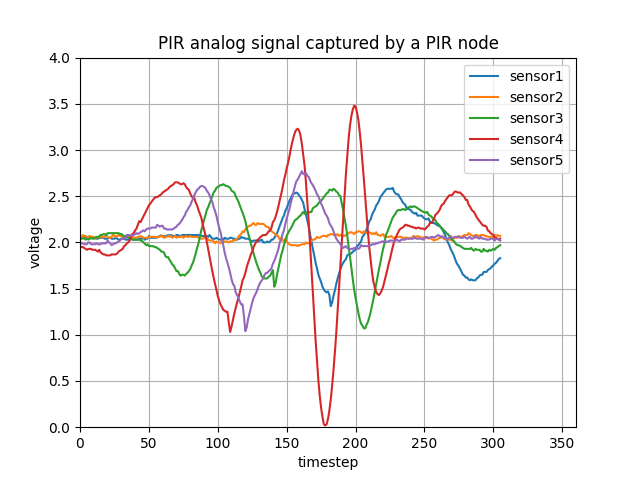 PIR analog signal captured by a PIR node
voltage
4.0
3.5
3.0
2.5
2.0
1.5
1.0
0.5
0.0
sensor1
sensor2
sensor3
sensor4
sensor5
0 50 100 150 200 250 300 350
timestep